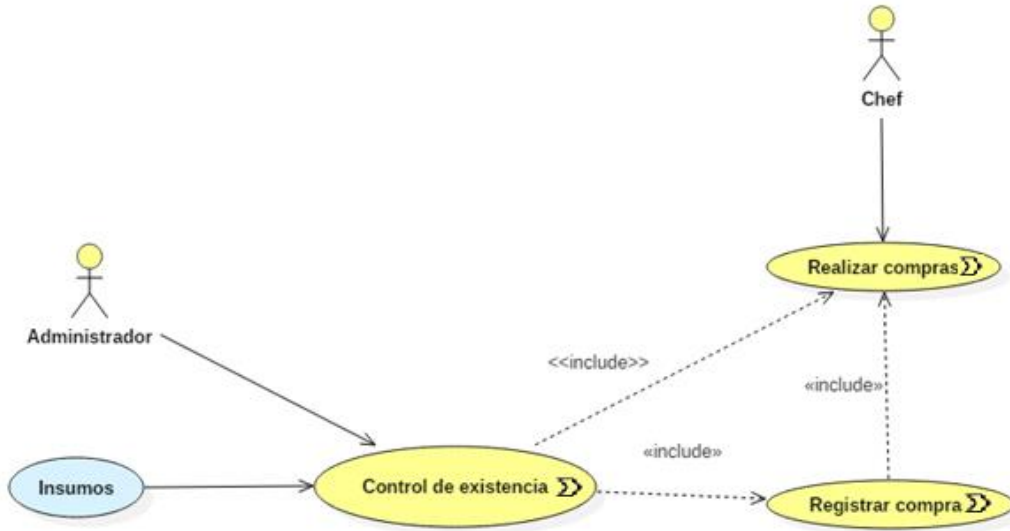 Chef
Realizar compras
Administrador
<<include>>
«include»
«include»
Insumos
Control de existencia
Registrar compra